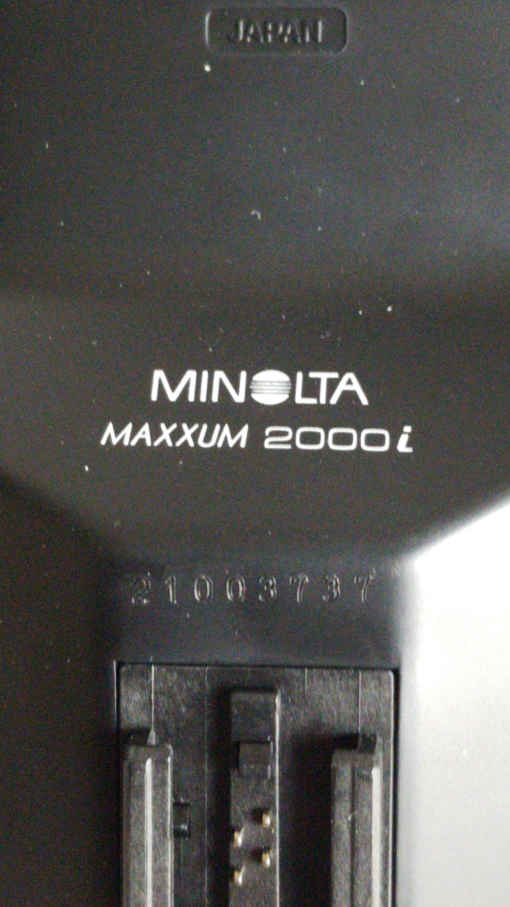 JAPAN
MINOLTA
MAXXUM 2000i
21003737